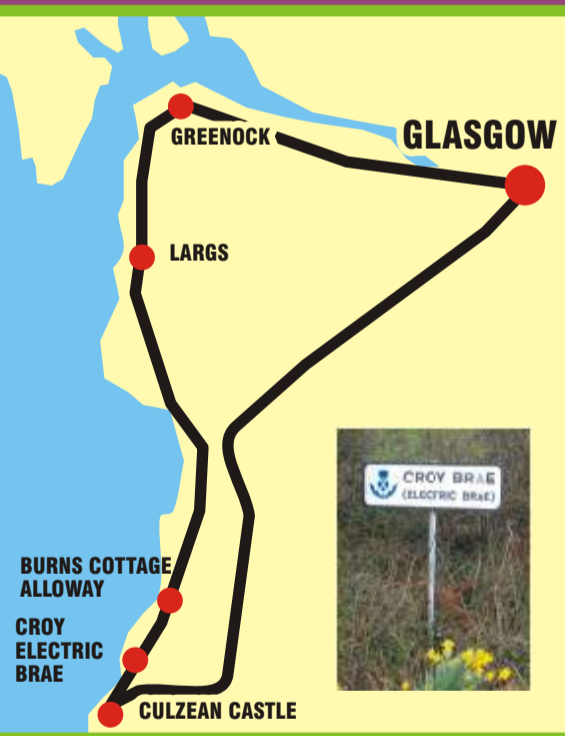 GLASGOW
GREENOCK
LARGS
BURNS COTTAGE
ALLOWAY
CROY
ELECTRIC
BRAE
CULZEAN CASTLE
CROY BRAE
(ELECTRIC BRAE)